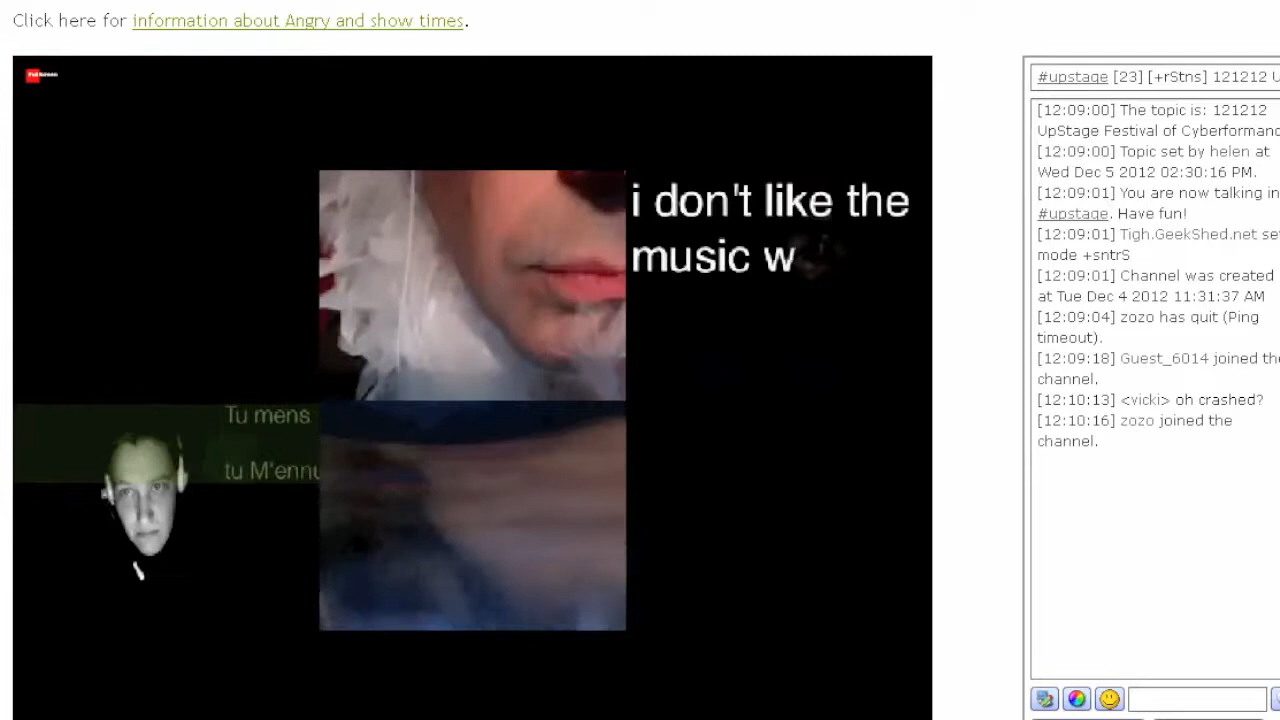 Click here for information about Angry and show times.
Full Screen
i don't like the
music w
Tu mens
tu M'ennu
#upstage [23] [+rStns] 121212 U
[12:09:00] The topic is: 121212
UpStage Festival of Cyberformanc
[12:09:00] Topic set by helen at
Wed Dec 5 2012 02:30:16 PM.
[12:09:01] You are now talking in
#upstage. Have fun!
[12:09:01] Tigh.GeekShed.net se
mode +sntrS
[12:09:01] Channel was created
at Tue Dec 4 2012 11:31:37 AM
[12:09:04] zozo has quit (Ping
timeout).
[12:09:18] Guest_6014 joined the
channel.
[12:10:13] <vicki> oh crashed?
[12:10:16] zozo joined the
channel.